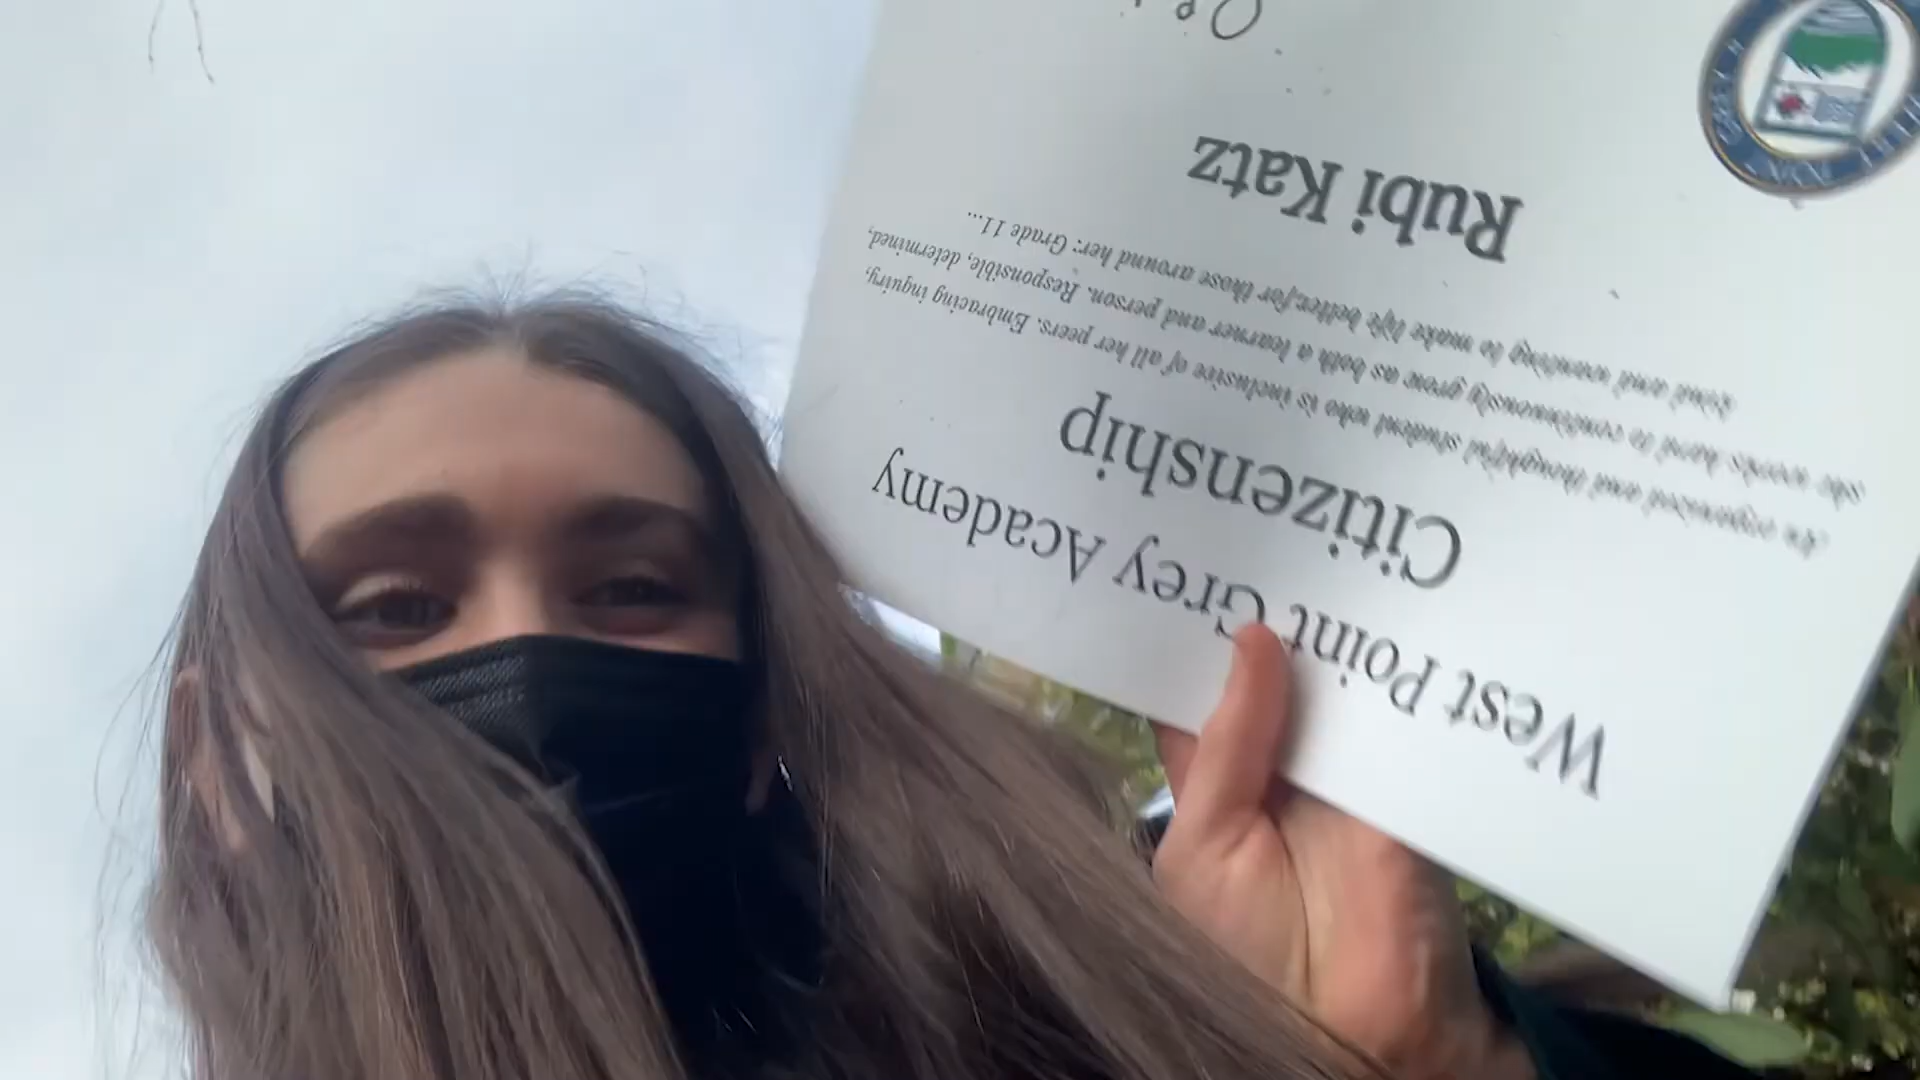 West Point Grey Academy
Citizenship
An organized and thoughtful student who is inclusive of all her peers. Embracing inquiry,
she works hard to continuously grow as both a learner and person. Responsible, determined,
kind and wanting to make life better for those around her: Grade 11...
Rubi Katz